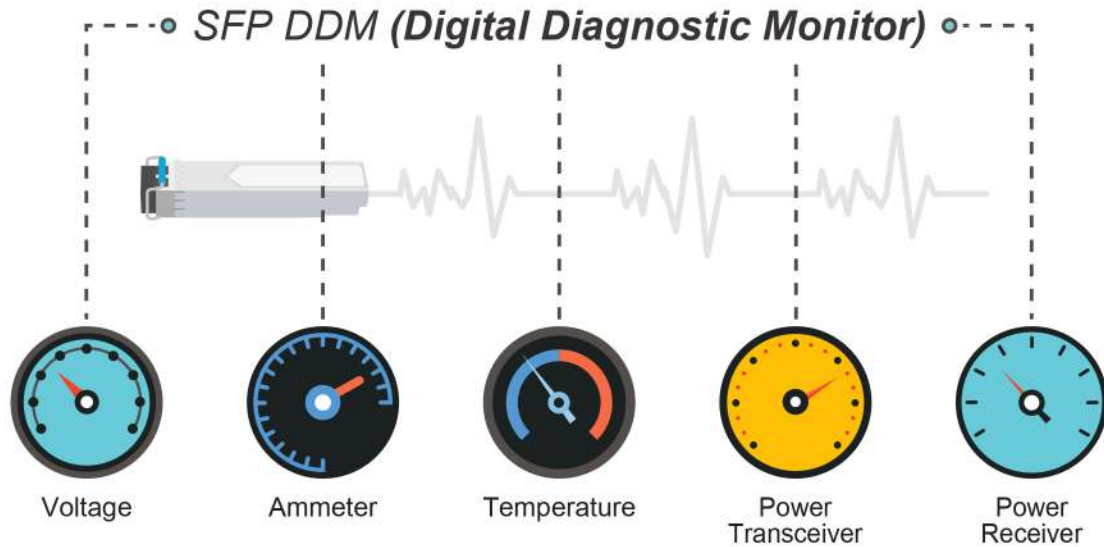 SFP DDM (Digital Diagnostic Monitor)
Voltage
Ammeter
Temperature
Power
Transceiver
Power
Receiver